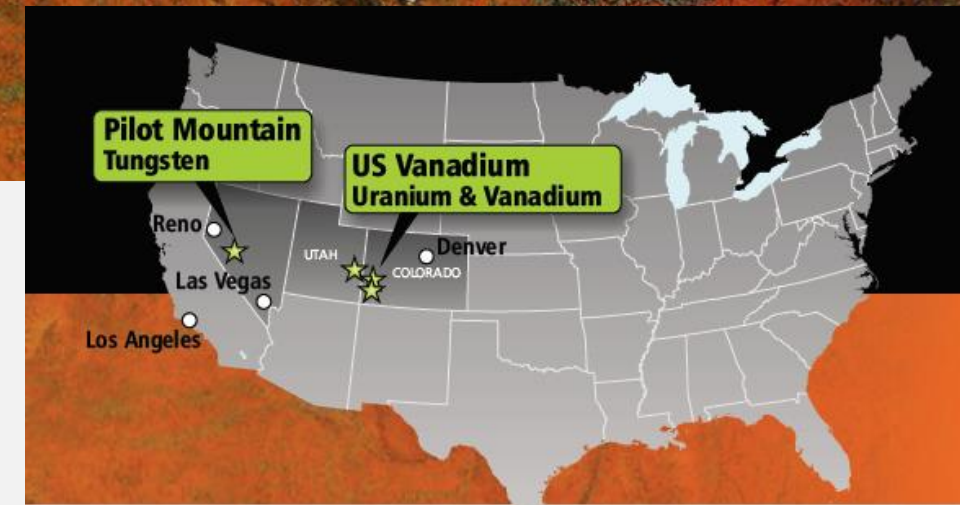 Pilot Mountain
Tungsten
US Vanadium
Uranium & Vanadium
Reno
Denver
UTAH
COLORADO
Las Vegas
Los Angeles